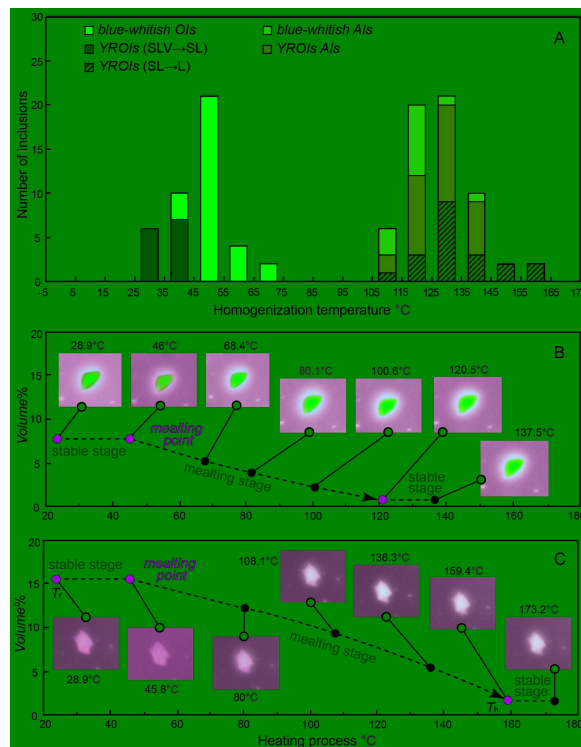 blue-whitish OIs
blue-whitish AIs
YROIs (SLV→SL)
YROIs AIs
YROIs (SL→L)
A
Number of inclusions
30
25
20
15
10
5
0
-5 5 15 25 35 45 55 65 75 105 115 125 135 145 155 165 175
Homogenization temperature °C
B
Volume%
20
15
10
5
0
28.9°C 46°C 68.4°C
80.1°C 100.6°C 120.5°C
137.5°C
mealting
point
stable stage
mealting stage
stable
stage
20 40 60 80 100 120 140 160 180
C
Volume%
20
15
10
5
0
stable stage
mealting
point
108.1°C 136.3°C 159.4°C 173.2°C
Tr
mealting stage
stable
stage
28.9°C 45.8°C 80°C
Th
20 40 60 80 100 120 140 160 180
Heating process °C